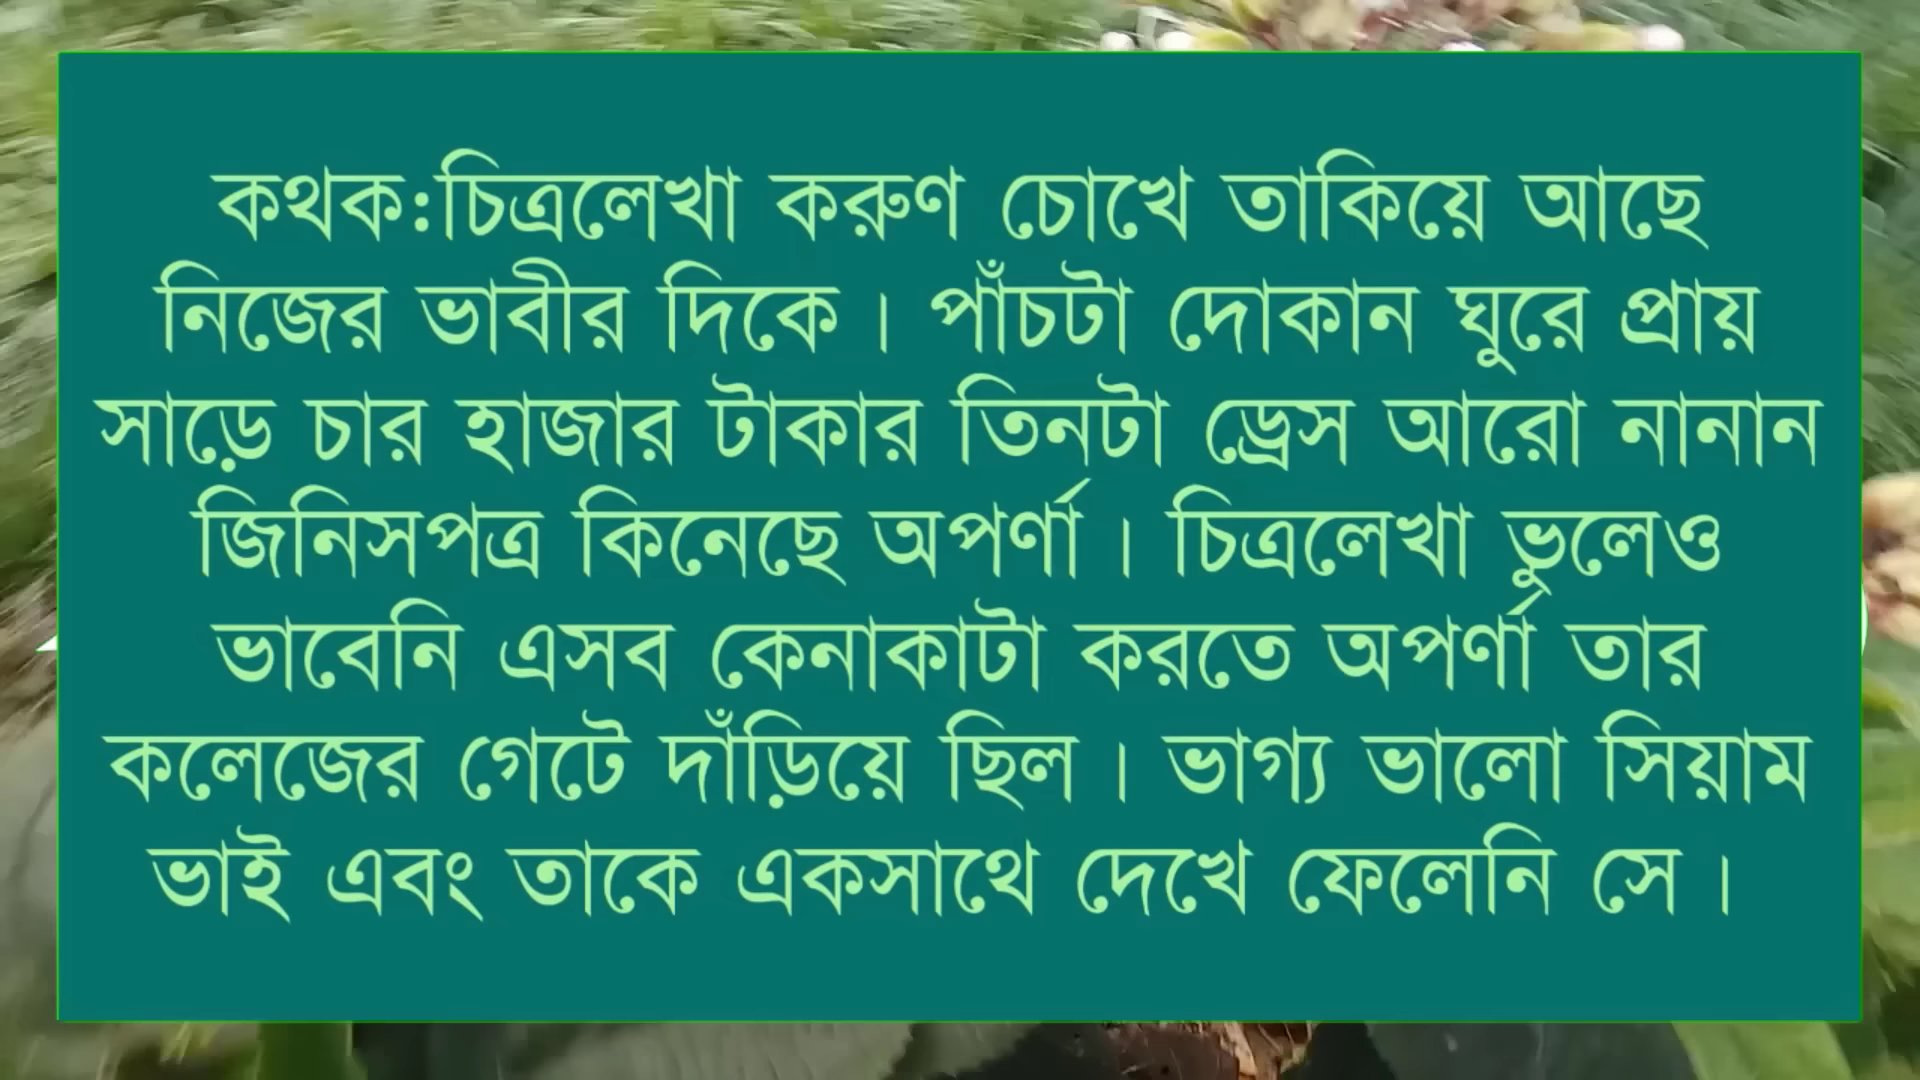 কথক:চিত্রলেখা করুণ চোখে তাকিয়ে আছে
নিজের ভাবীর দিকে। পাঁচটা দোকান ঘুরে প্রায়
সাড়ে চার হাজার টাকার তিনটা ড্রেস আরো নানান
জিনিসপত্র কিনেছে অপর্ণা। চিত্রলেখা ভুলেও
ভাবেনি এসব কেনাকাটা করতে অপর্ণা তার
কলেজের গেটে দাঁড়িয়ে ছিল। ভাগ্য ভালো সিয়াম
ভাই এবং তাকে একসাথে দেখে ফেলেনি সে।